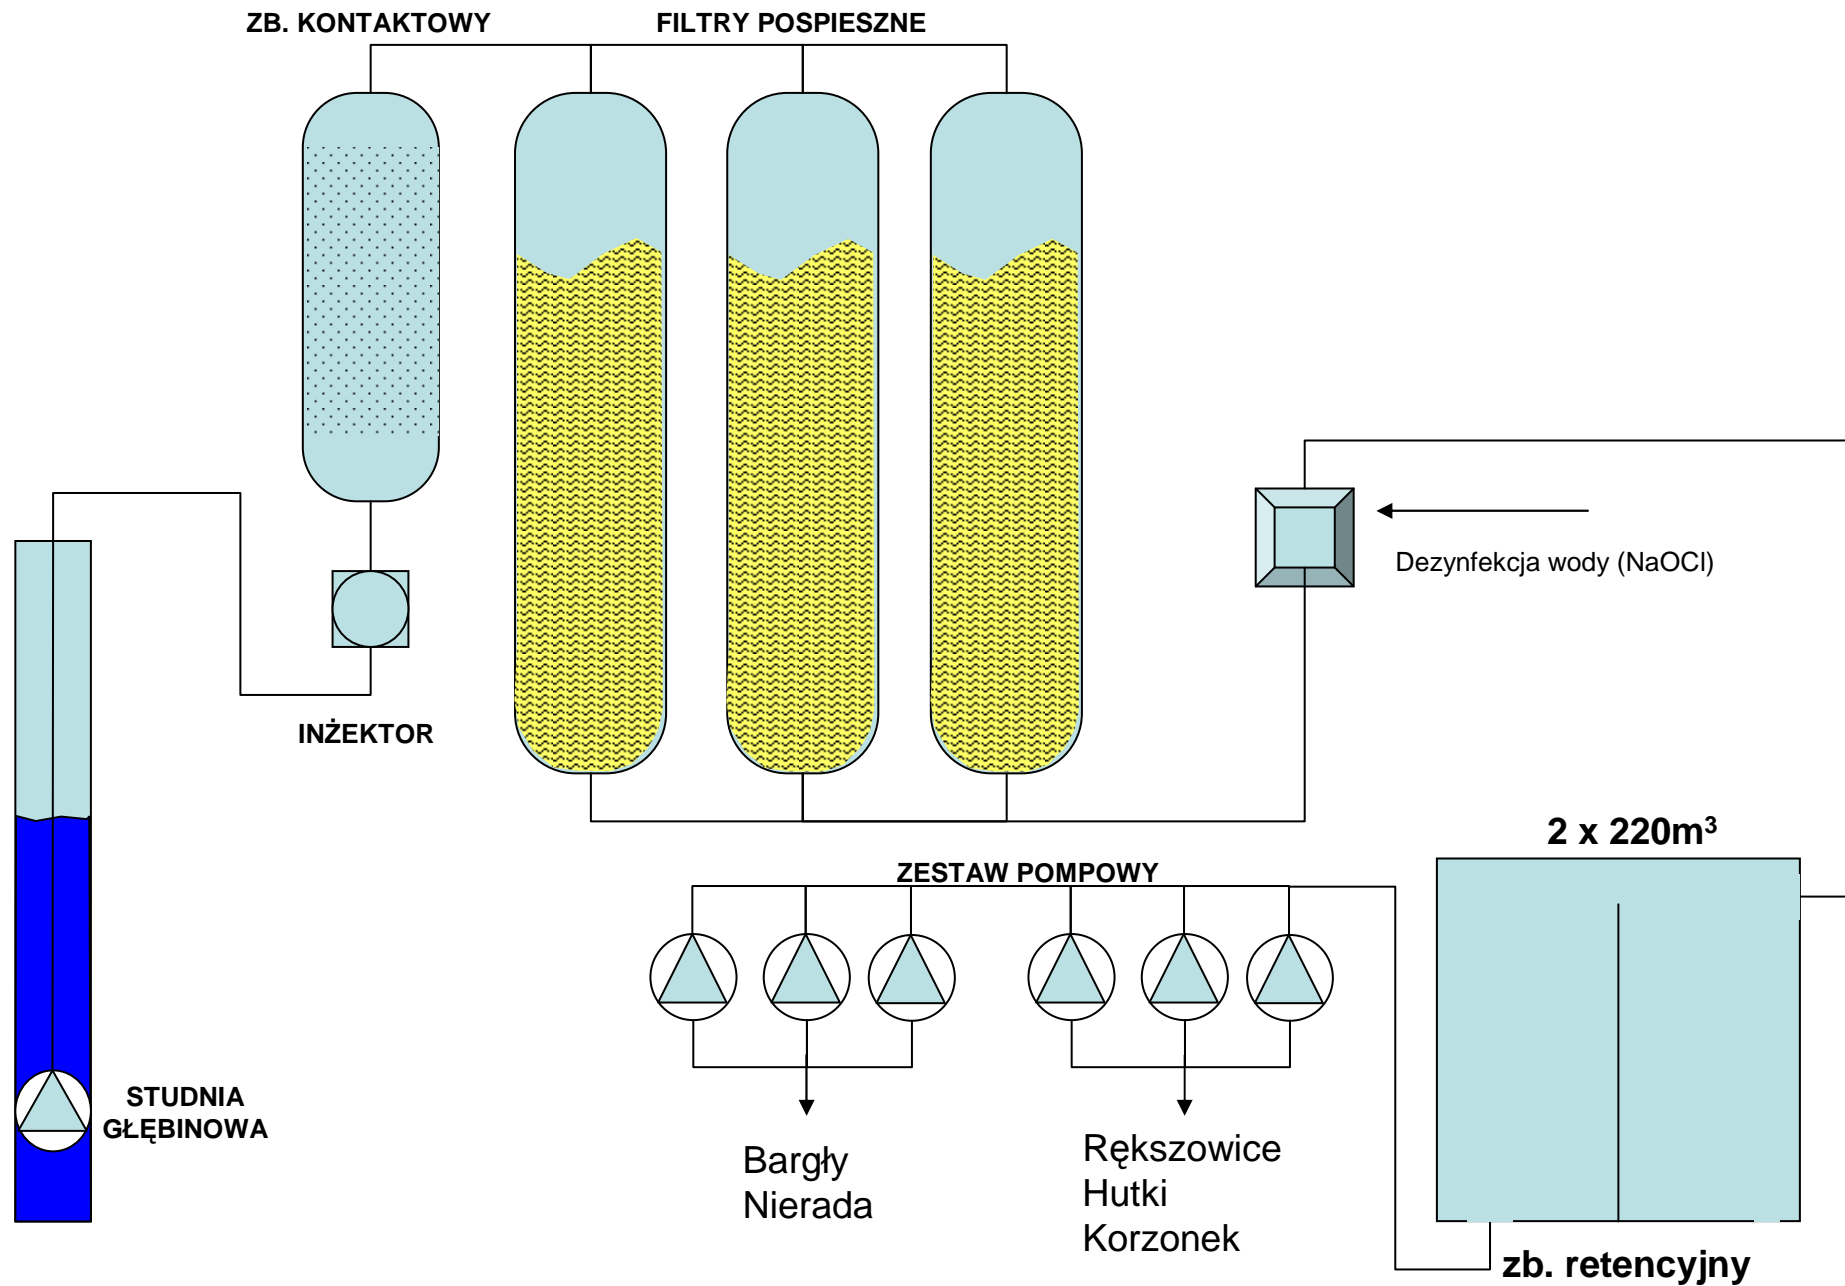 ZB. KONTAKTOWY
FILTRY POSPIESZNE
Dezynfekcja wody (NaOCl)
INŻEKTOR
2 x 220m³
ZESTAW POMPOWY
STUDNIA
GŁĘBINOWA
Bargły
Nierada
Rększowice
Hutki
Korzonek
zb. retencyjny